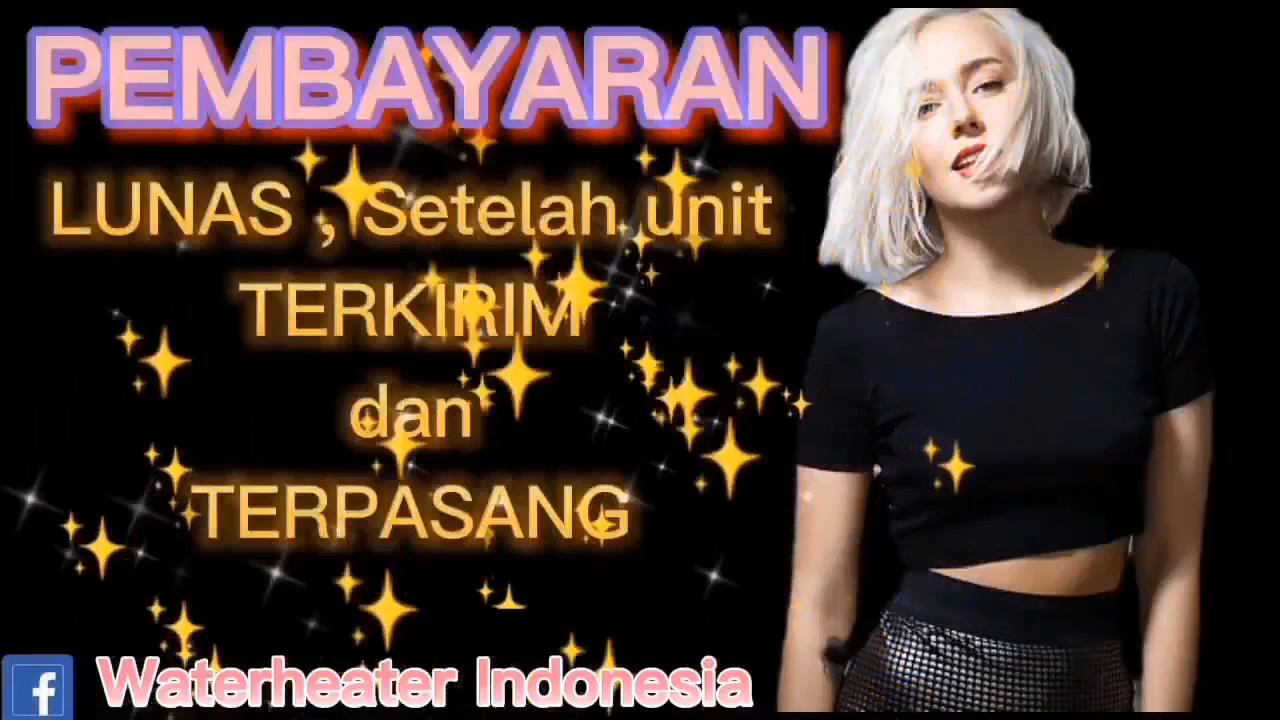 PEMBAYARAN
LUNAS , Setelah unit
TERKIRIM
dan
TERPASANG
f Waterheater Indonesia